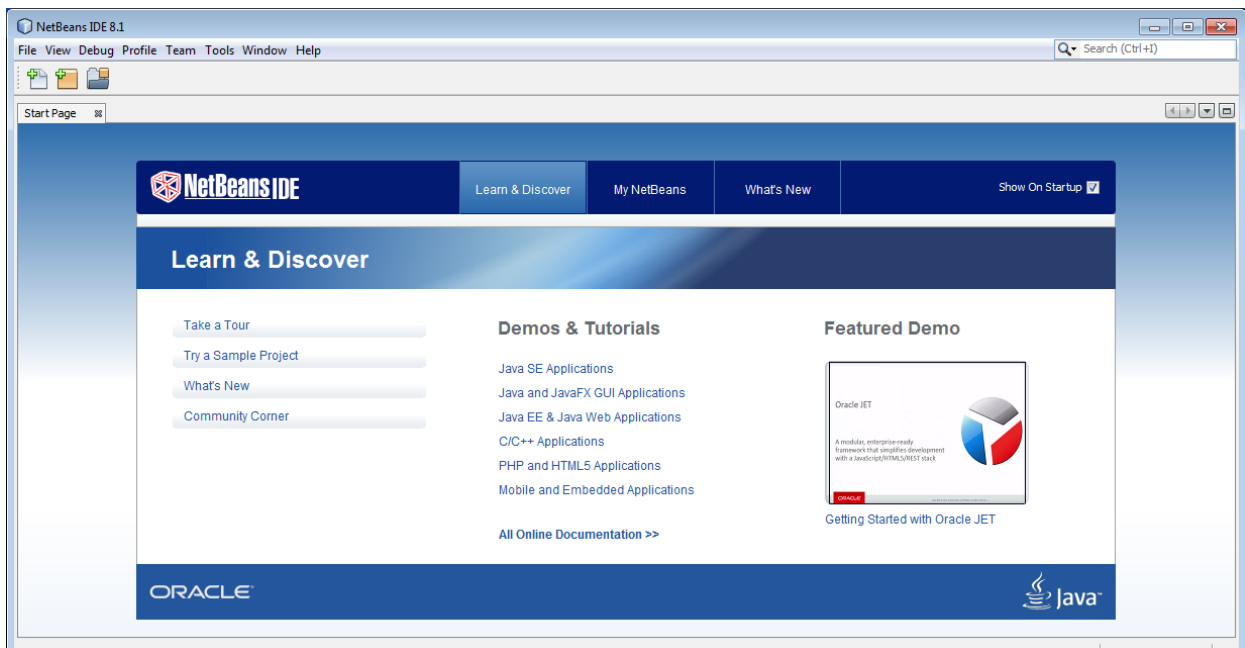 NetBeans IDE 8.1
File View Debug Profile Team Tools Window Help
Search (Ctrl+I)
Start Page
NetBeans IDE
Learn & Discover
My NetBeans
What's New
Show On Startup
Learn & Discover
Take a Tour
Try a Sample Project
What's New
Community Corner
Demos & Tutorials
Java SE Applications
Java and JavaFX GUI Applications
Java EE & Java Web Applications
C/C++ Applications
PHP and HTML5 Applications
Mobile and Embedded Applications
All Online Documentation >>
Featured Demo
Oracle JET
A modular, enterprise-ready
framework that simplifies development
with a JavaScript/HTML5/REST stack
ORACLE
Getting Started with Oracle JET
ORACLE
Java